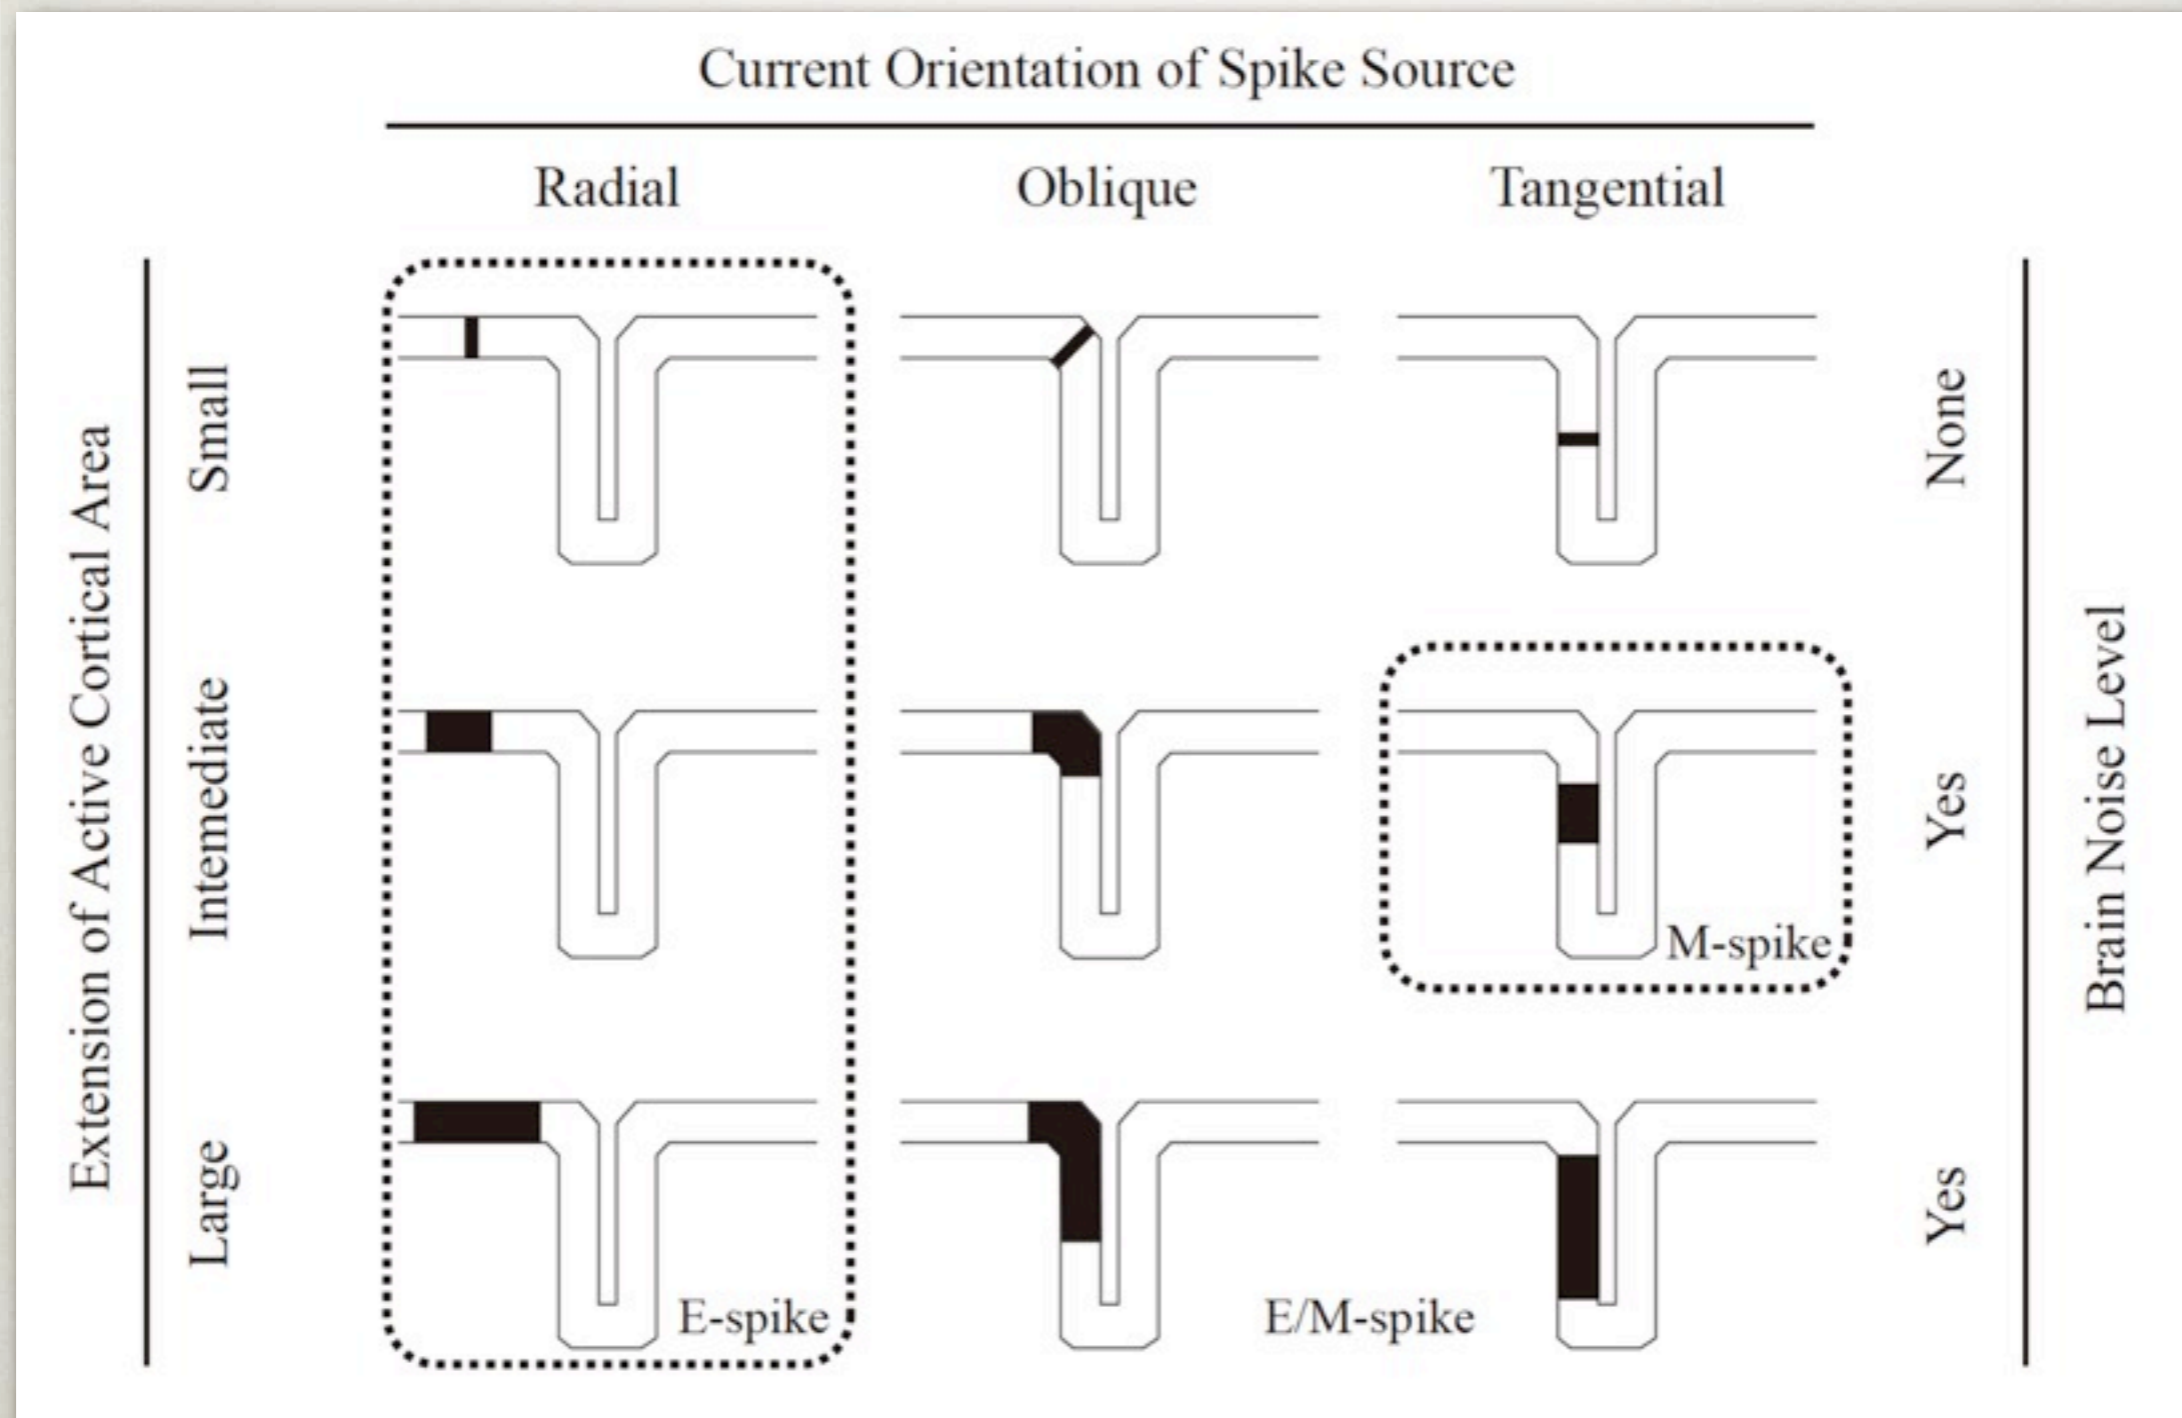 Current Orientation of Spike Source
Radial
Oblique
Tangential
Extension of Active Cortical Area
Small
None
Intemediate
Yes
Brain Noise Level
M-spike
Large
Yes
E-spike
E/M-spike